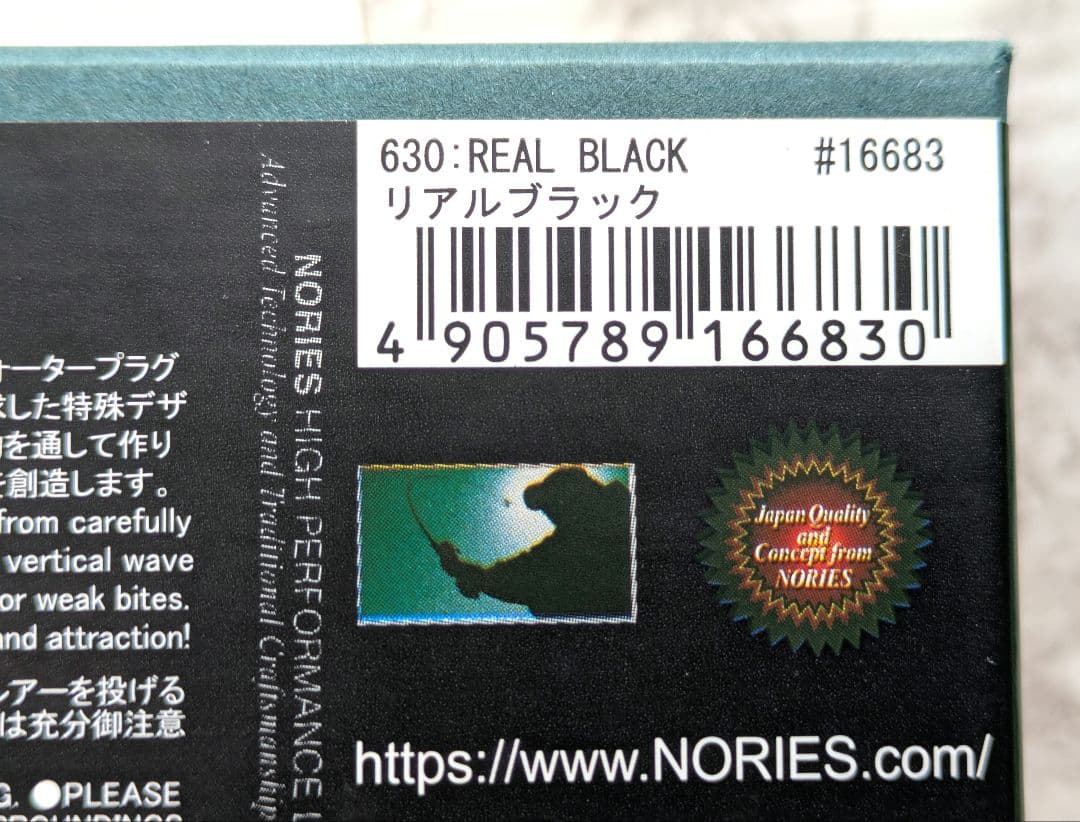 630:REAL BLACK #16683
リアルブラック
4 905789 166830
Advanced Technology and Traditional Craftsmanship
NORIES HIGH PERFORMANCE
ータープラグ
した特殊デザ
を通して作り
創造します。
from carefully
vertical wave
or weak bites.
and attraction!
アーを投げる
は充分御注意
G. ●PLEASE
Japan Quality
and
Concept from
NORIES
https://www.NORIES.com/